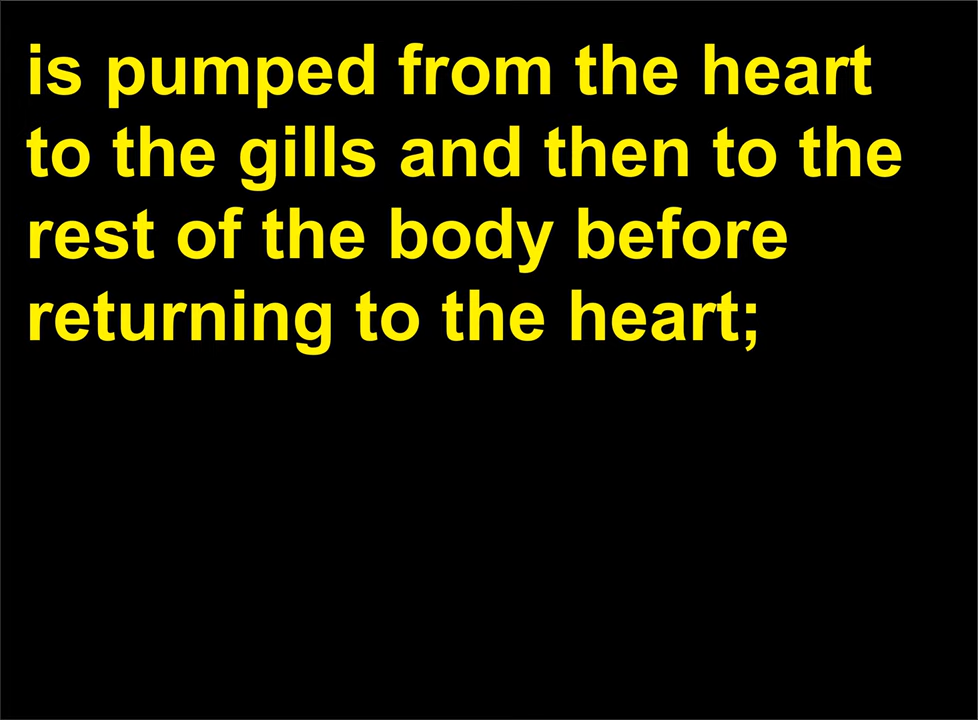 is pumped from the heart
to the gills and then to the
rest of the body before
returning to the heart;